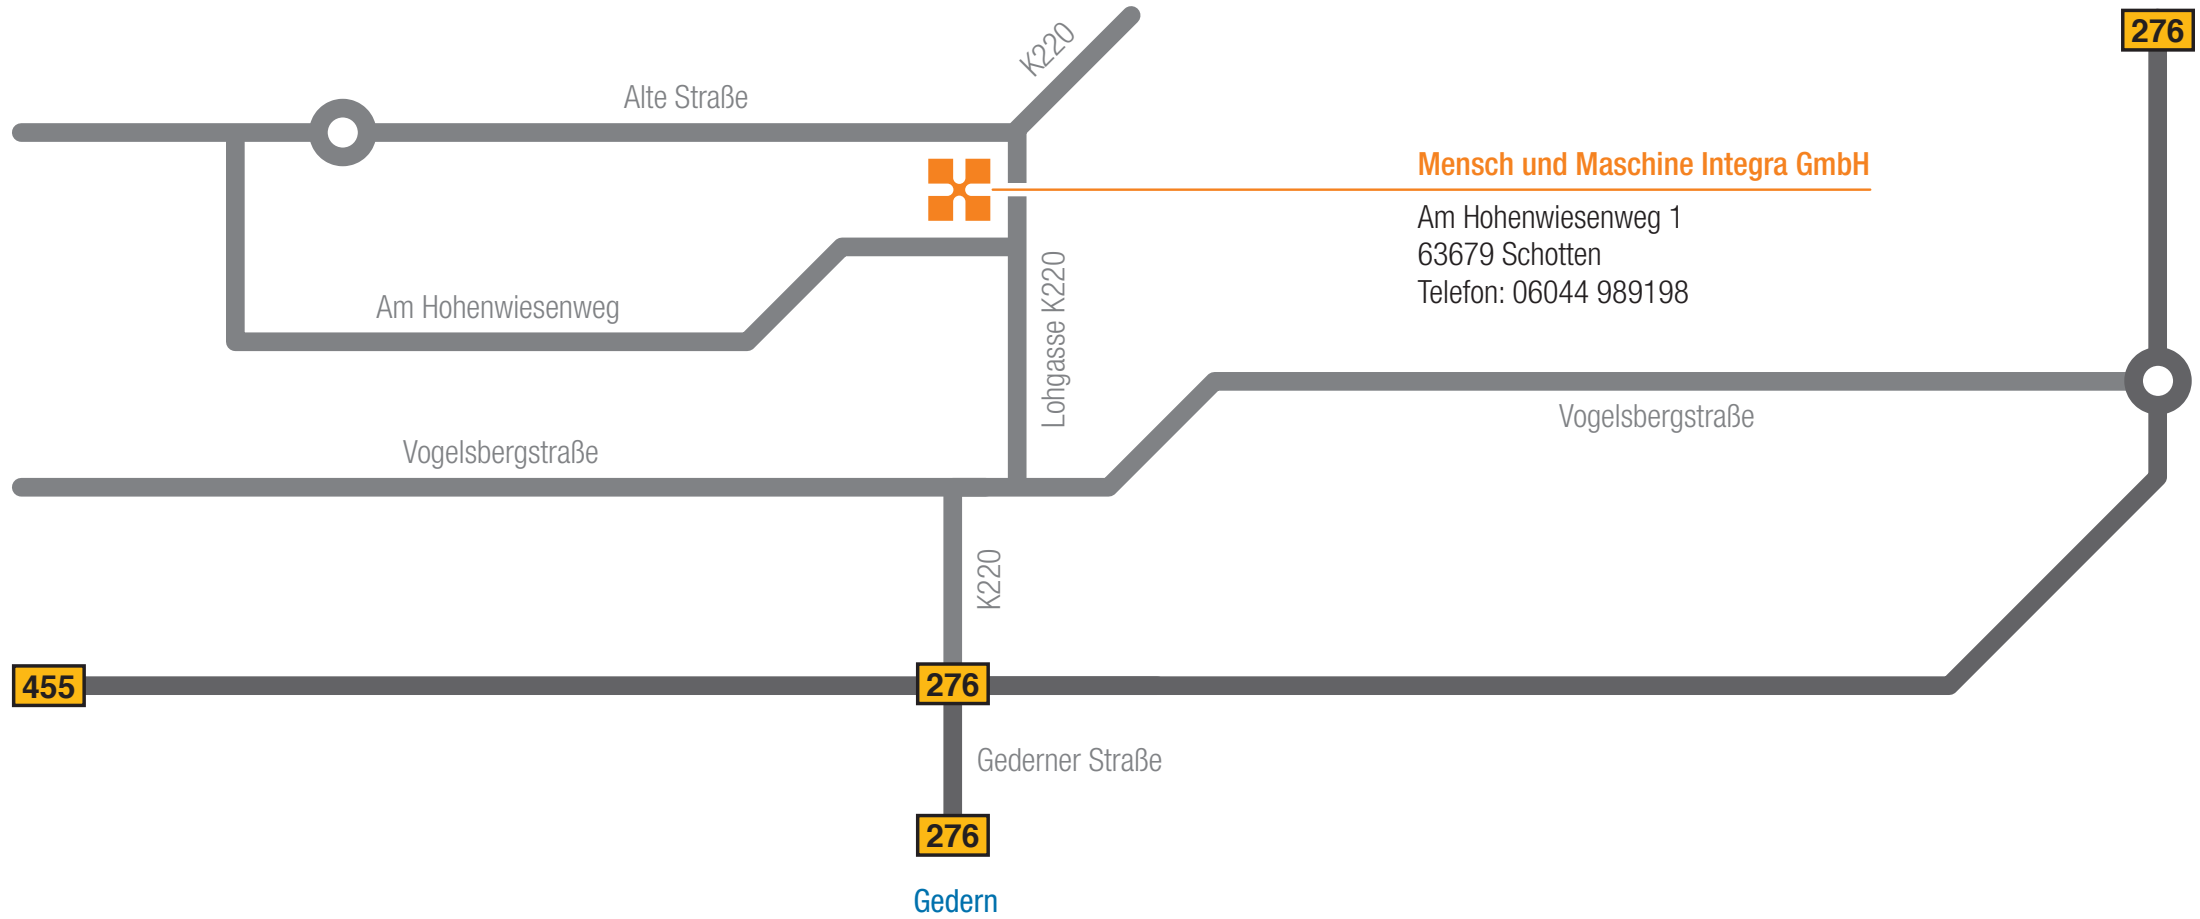 K220
276
Alte Straße
Mensch und Maschine Integra GmbH
Am Hohenwiesenweg 1
63679 Schotten
Telefon: 06044 989198
Am Hohenwiesenweg
Lohgasse K220
Vogelsbergstraße
Vogelsbergstraße
K220
455
276
Gederner Straße
276
Gedern